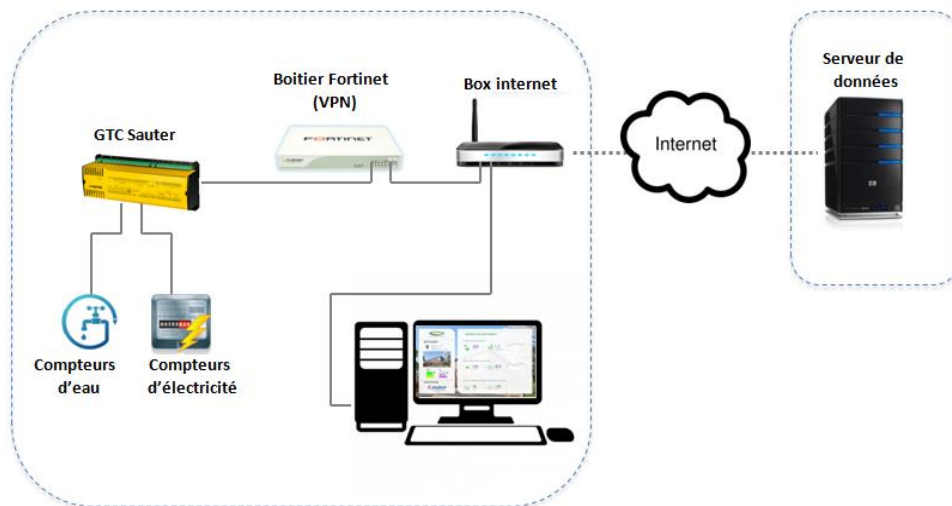 Boitier Fortinet
(VPN)
Box internet
Serveur de
données
GTC Sauter
FORTINET
Internet
Compteurs
d'eau
Compteurs
d'électricité